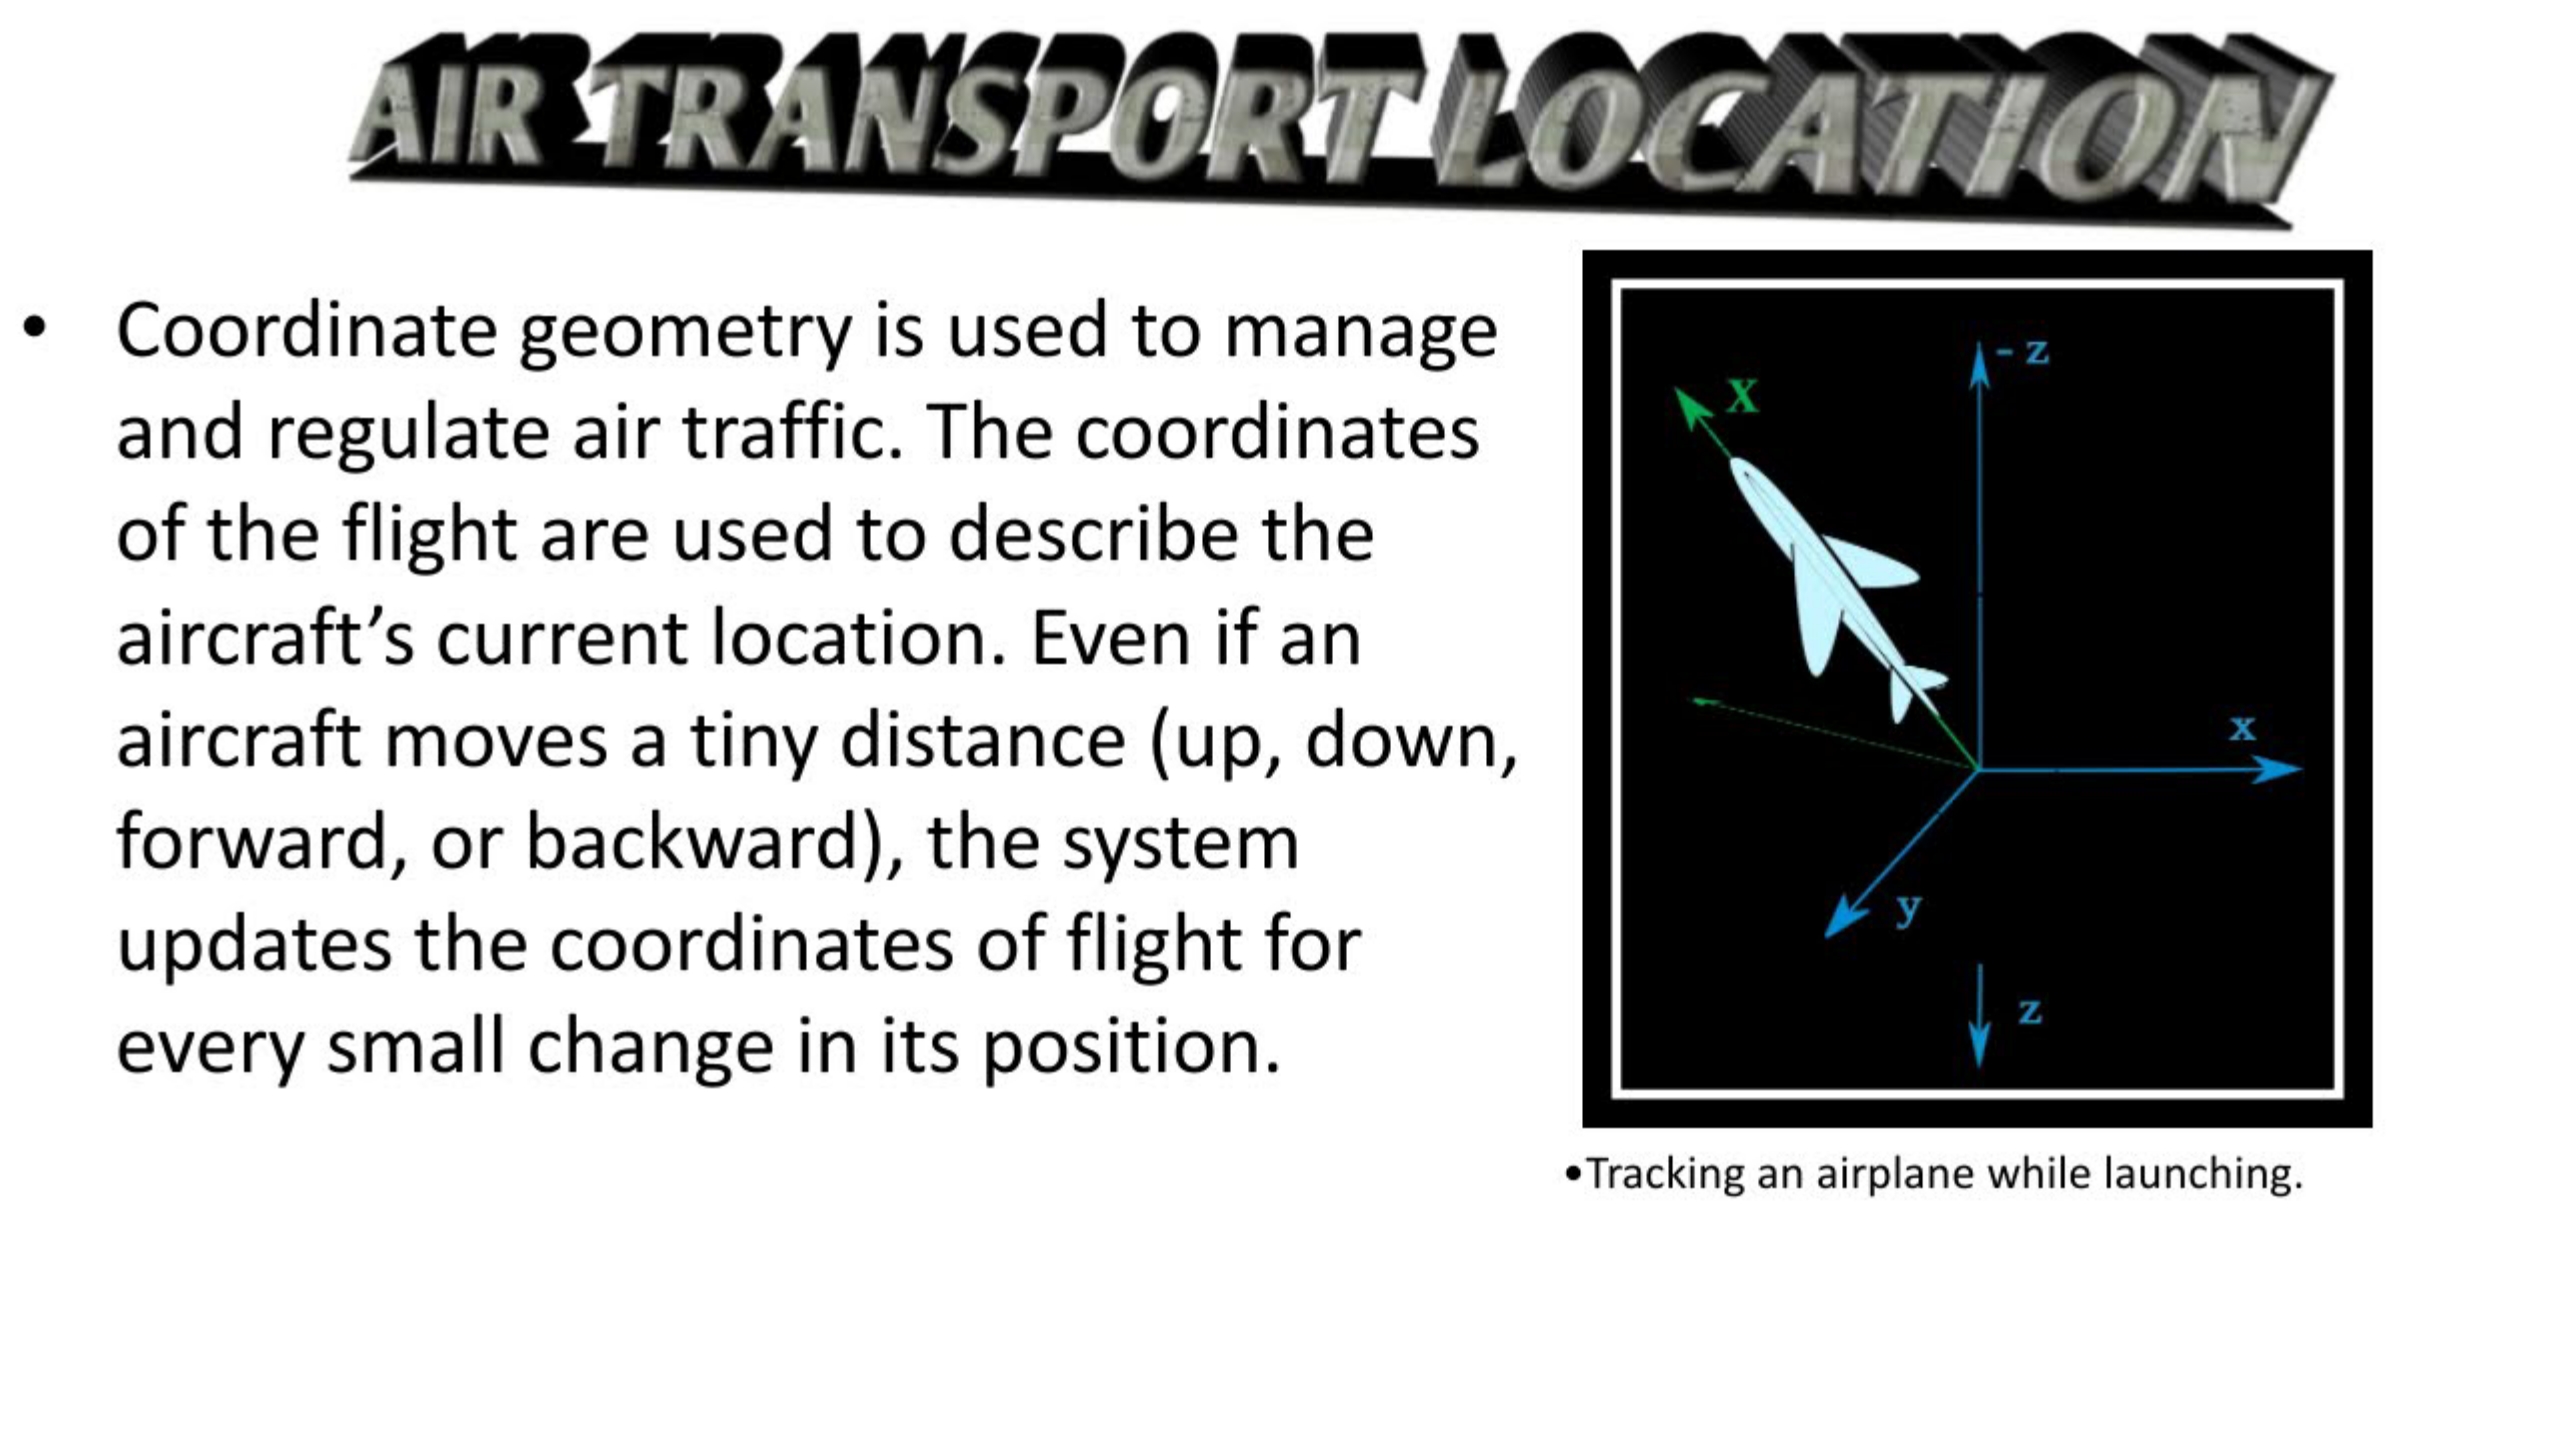 AIR TRANSPORT LOCATION
• Coordinate geometry is used to manage
and regulate air traffic. The coordinates
of the flight are used to describe the
aircraft’s current location. Even if an
aircraft moves a tiny distance (up, down,
forward, or backward), the system
updates the coordinates of flight for
every small change in its position.
- z
X
x
y
z
•Tracking an airplane while launching.